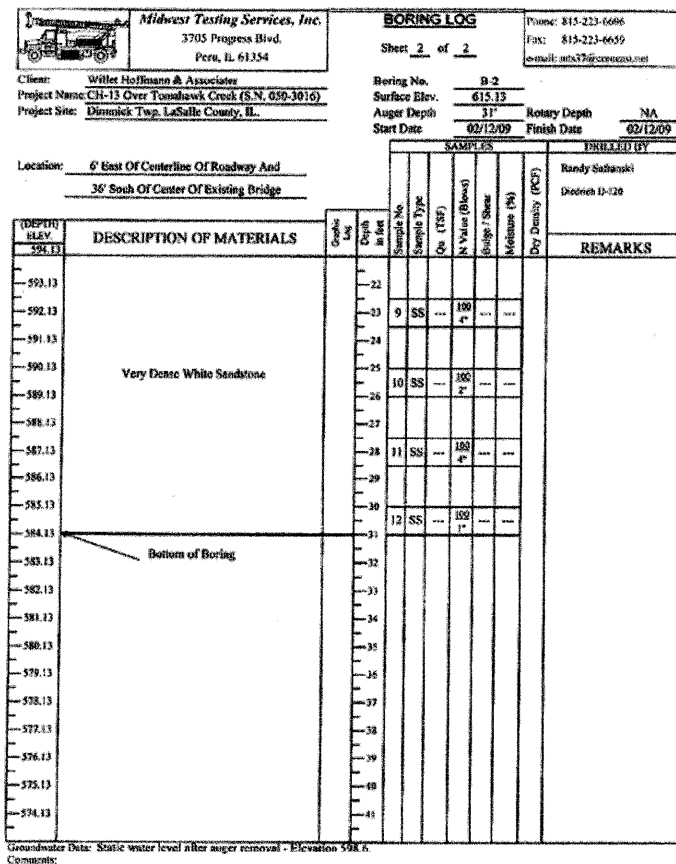 Midwest Testing Services, Inc.
3705 Progress Blvd.
Peru, IL 61354
BORING LOG
Sheet 2 of 2
Phone: 815-223-6696
Fax: 815-223-6659
Client: Willet Hoffmann & Associates
Project Name: CH-13 Over Tomahawk Creek (S.N. 050-3016)
Project Site: Dimmick Twp. LaSalle County, IL.
Boring No. B-2
Surface Elev. 615.13
Auger Depth 31' Rotary Depth NA
Start Date 02/12/09 Finish Date 02/12/09
Location: 6' East Of Centerline Of Roadway And
36' Souh Of Center Of Existing Bridge
SAMPLES
DRILLED BY
Randy
Diedrich D-120
(DEPTH) ELEV. 594.13
DESCRIPTION OF MATERIALS
Graphic Log
Depth in feet
Sample No.
Sample Type
Qu (TSF)
N Value (Blows)
Bulge / Shear
Moisture (%)
Dry Density (PCF)
REMARKS
593.13 22
592.13 23 9 SS --- 100 4" --- ---
591.13 24
590.13 25
Very Dense White Sandstone
589.13 26 10 SS --- 100 2" --- ---
588.13 27
587.13 28 11 SS --- 100 4" --- ---
586.13 29
585.13 30
584.13 31 12 SS --- 100 1" --- ---
Bottom of Boring
583.13 32
582.13 33
581.13 34
580.13 35
579.13 36
578.13 37
577.13 38
576.13 39
575.13 40
574.13 41
Groundwater Data: Static water level after auger removal - Elevation 598.6.
Comments: